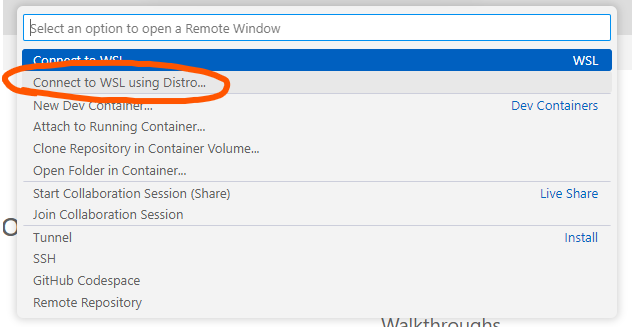 Select an option to open a Remote Window
Connect to WSL WSL
Connect to WSL using Distro...
New Dev Container... Dev Containers
Attach to Running Container...
Clone Repository in Container Volume...
Open Folder in Container...
Start Collaboration Session (Share) Live Share
Join Collaboration Session
Tunnel Install
SSH
GitHub Codespace
Remote Repository
Walkthroughs